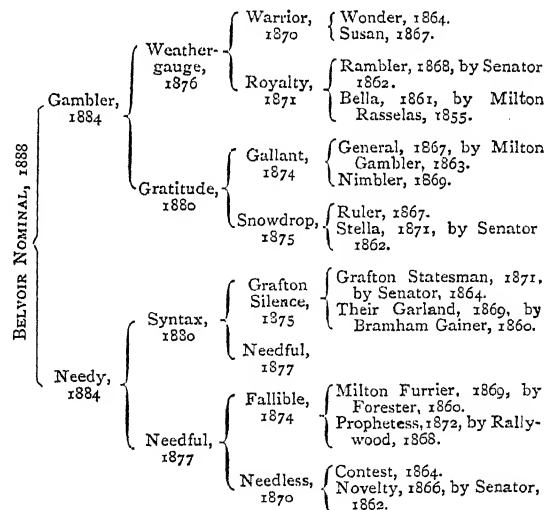 BELVOIR NOMINAL, 1888
Gambler,
1884
Needy,
1884
Weather-
gauge,
1876
Gratitude,
1880
Syntax,
1880
Needful,
1877
Warrior,
1870
Royalty,
1871
Gallant,
1874
Snowdrop,
1875
Grafton
Silence,
1875
Needful,
1877
Fallible,
1874
Needless,
1870
Wonder, 1864.
Susan, 1867.
Rambler, 1868, by Senator
1862.
Bella, 1861, by Milton
Rasselas, 1855.
General, 1867, by Milton
Gambler, 1863.
Nimbler, 1869.
Ruler, 1867.
Stella, 1871, by Senator
1862.
Grafton Statesman, 1871,
by Senator, 1864.
Their Garland, 1869, by
Bramham Gainer, 1860.
Milton Furrier, 1869, by
Forester, 1860.
Prophetess, 1872, by Rally-
wood, 1868.
Contest, 1864.
Novelty, 1866, by Senator,
1862.